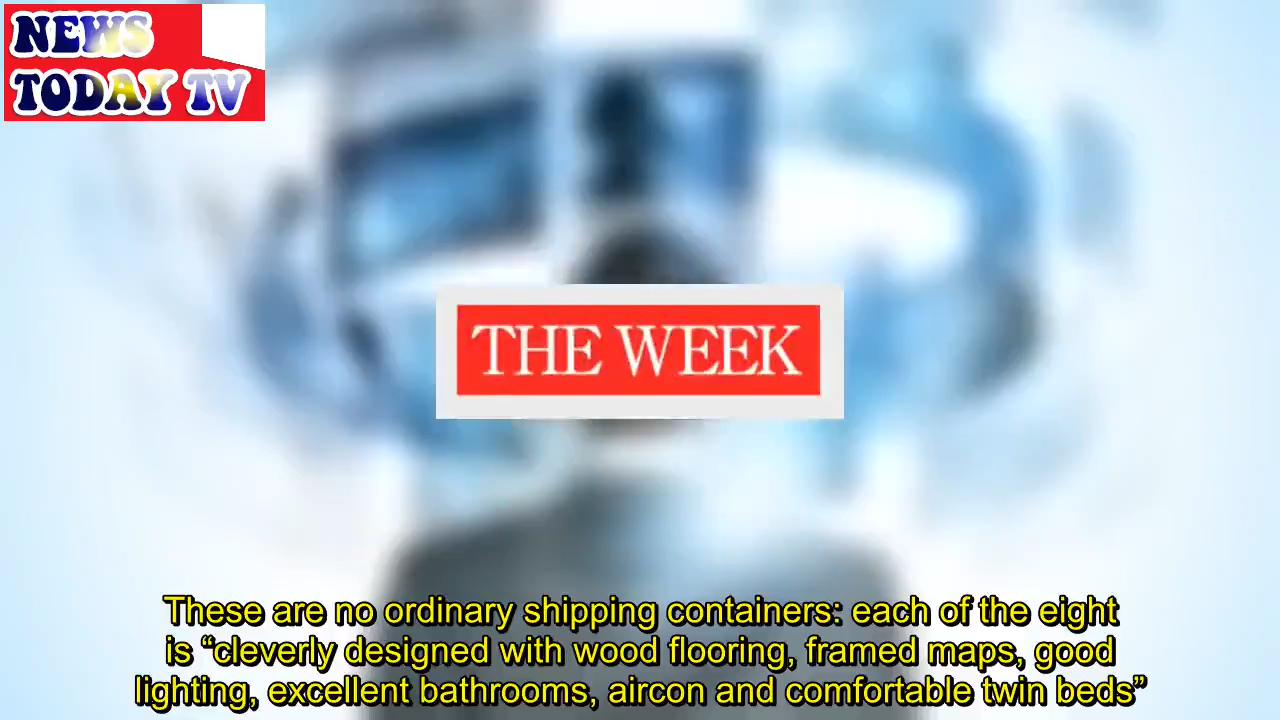 NEWS
TODAY TV
THE WEEK
These are no ordinary shipping containers: each of the eight
is “cleverly designed with wood flooring, framed maps, good
lighting, excellent bathrooms, aircon and comfortable twin beds”